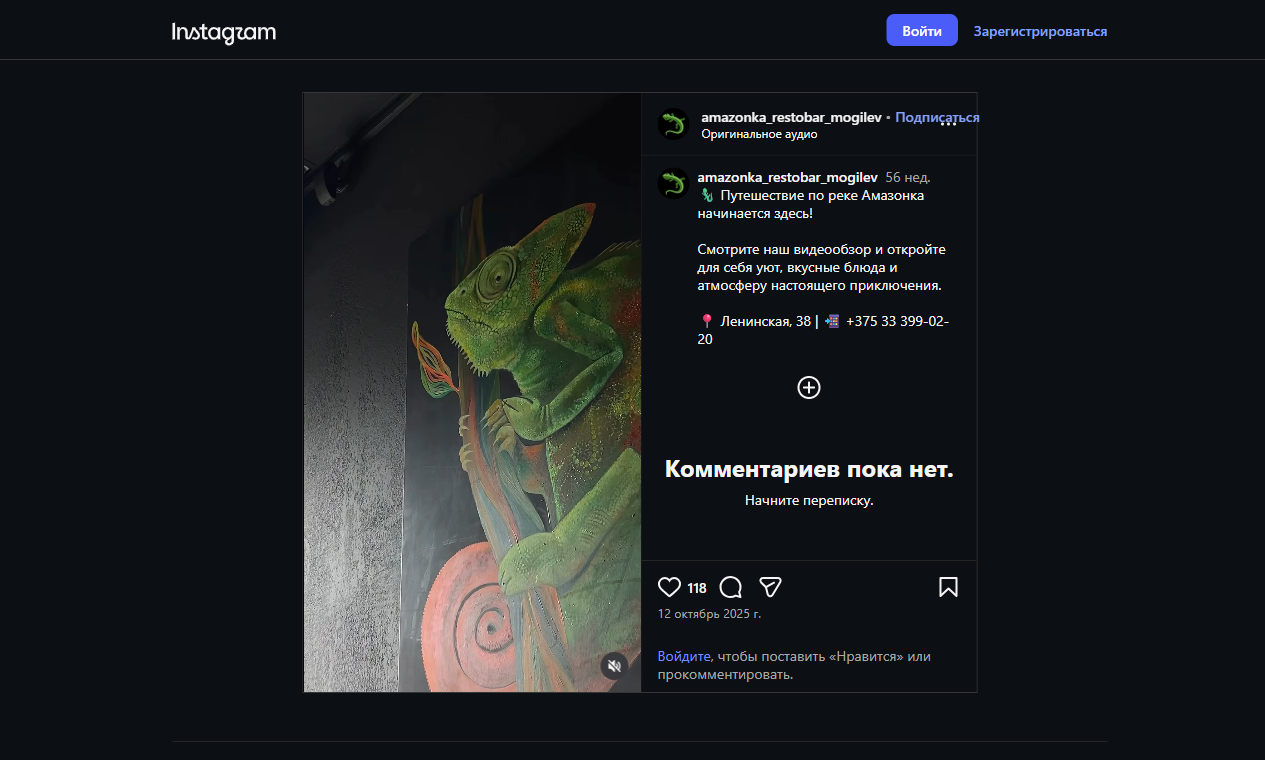 Instagram
Войти
Зарегистрироваться
amazonka_restobar_mogilev • Подписаться
Оригинальное аудио
amazonka_restobar_mogilev 56 нед.
🦎 Путешествие по реке Амазонка
начинается здесь!
Смотрите наш видеообзор и откройте
для себя уют, вкусные блюда и
атмосферу настоящего приключения.
📍 Ленинская, 38 | 📲 +375 33 399-02-
20
Комментариев пока нет.
Начните переписку.
118
12 октябрь 2025 г.
Войдите, чтобы поставить «Нравится» или
прокомментировать.